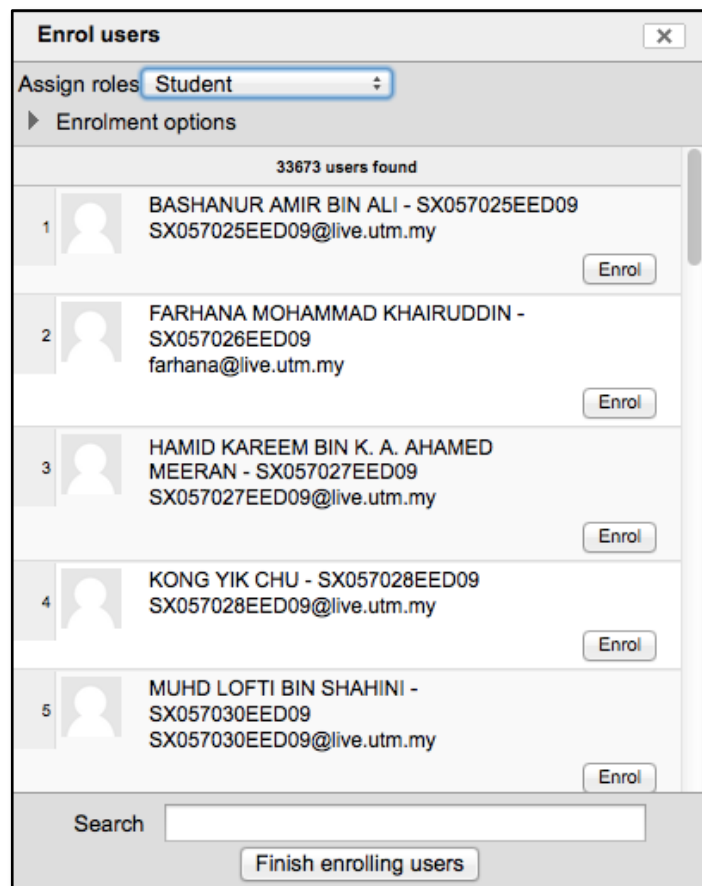 Enrol users
Assign roles Student
Enrolment options
33673 users found
1
BASHANUR AMIR BIN ALI - SX057025EED09
SX057025EED09@live.utm.my
Enrol
2
FARHANA MOHAMMAD KHAIRUDDIN -
SX057026EED09
farhana@live.utm.my
Enrol
3
HAMID KAREEM BIN K. A. AHAMED
MEERAN - SX057027EED09
SX057027EED09@live.utm.my
Enrol
4
KONG YIK CHU - SX057028EED09
SX057028EED09@live.utm.my
Enrol
5
MUHD LOFTI BIN SHAHINI -
SX057030EED09
SX057030EED09@live.utm.my
Enrol
Search
Finish enrolling users